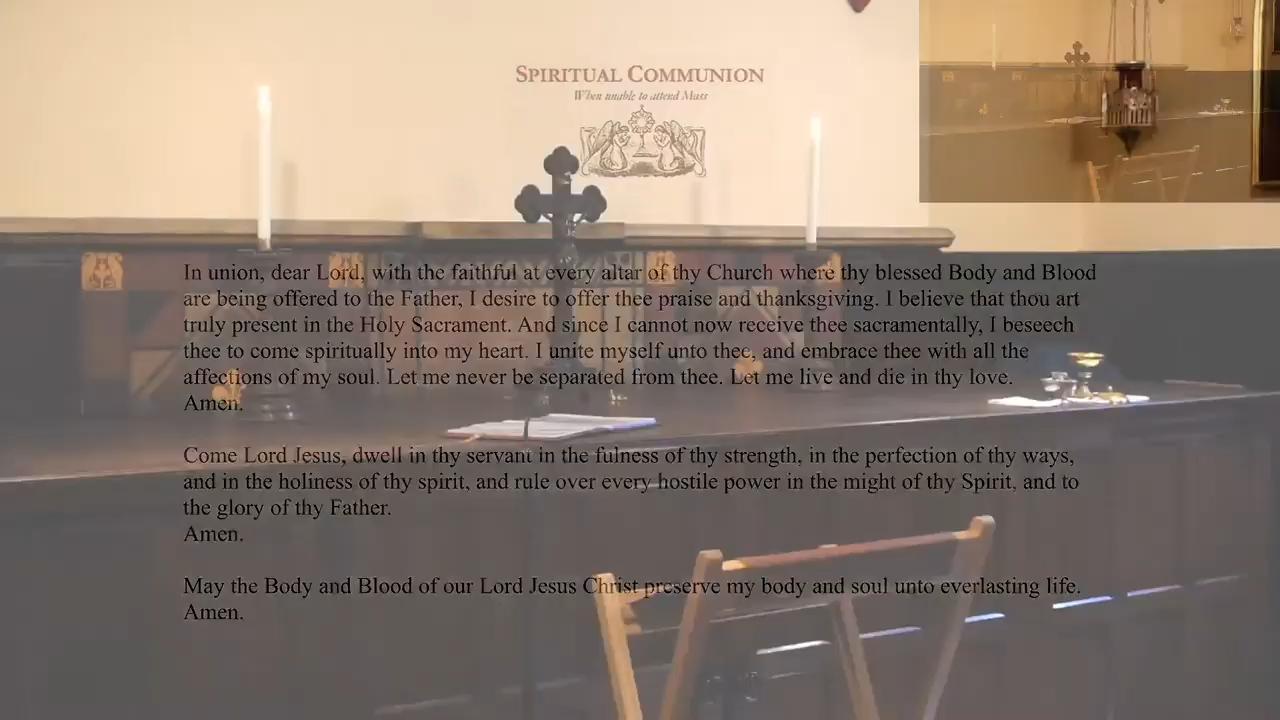 SPIRITUAL COMMUNION
When unable to attend Mass
In union, dear Lord, with the faithful at every altar of thy Church where thy blessed Body and Blood
are being offered to the Father, I desire to offer thee praise and thanksgiving. I believe that thou art
truly present in the Holy Sacrament. And since I cannot now receive thee sacramentally, I beseech
thee to come spiritually into my heart. I unite myself unto thee, and embrace thee with all the
affections of my soul. Let me never be separated from thee. Let me live and die in thy love.
Amen.
Come Lord Jesus, dwell in thy servant in the fulness of thy strength, in the perfection of thy ways,
and in the holiness of thy spirit, and rule over every hostile power in the might of thy Spirit, and to
the glory of thy Father.
Amen.
May the Body and Blood of our Lord Jesus Christ preserve my body and soul unto everlasting life.
Amen.